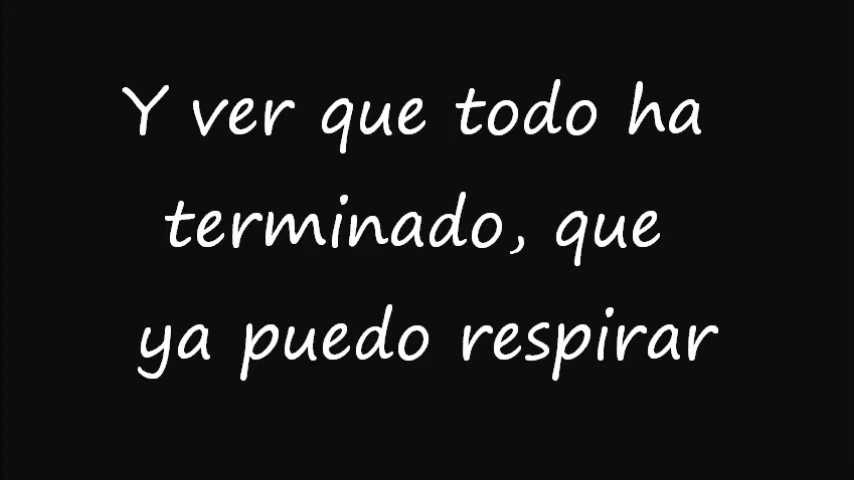 Y ver que todo ha
terminado, que
ya puedo respirar